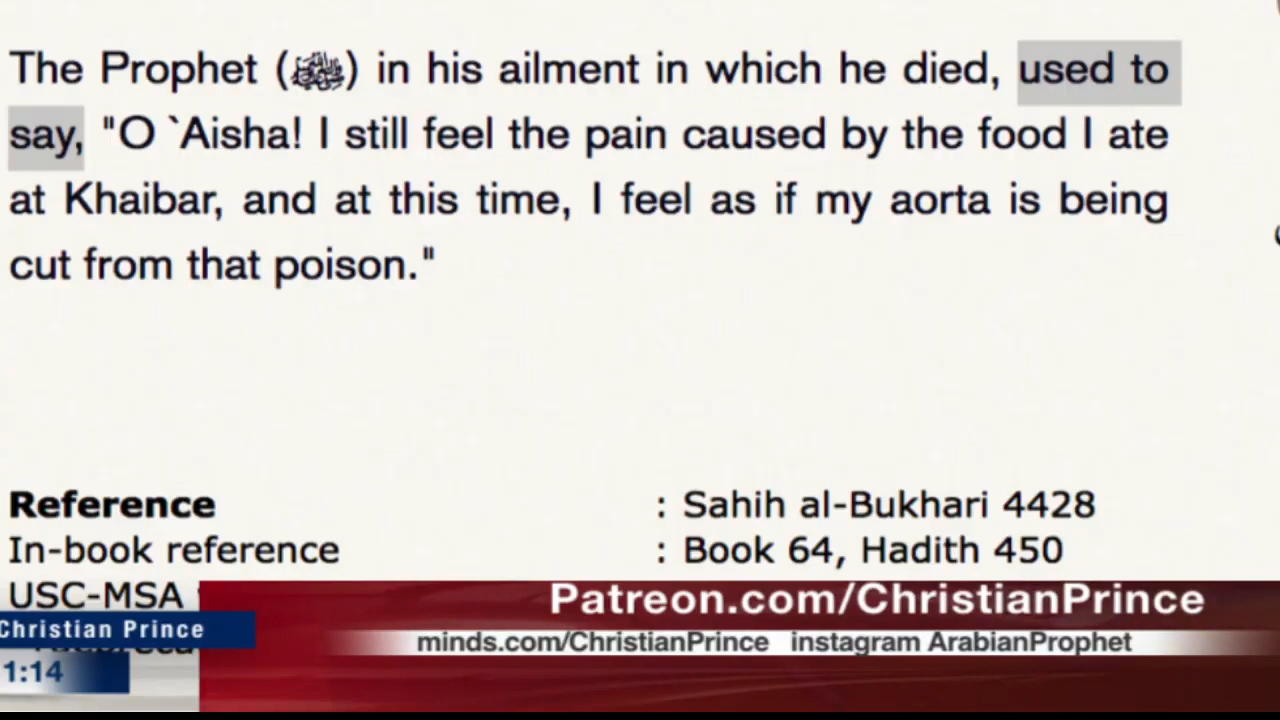 The Prophet (ﷺ) in his ailment in which he died, used to
say, "O `Aisha! I still feel the pain caused by the food I ate
at Khaibar, and at this time, I feel as if my aorta is being
cut from that poison."
Reference : Sahih al-Bukhari 4428
In-book reference : Book 64, Hadith 450
USC-MSA
Patreon.com/ChristianPrince
Christian Prince
minds.com/ChristianPrince instagram ArabianProphet
1:14